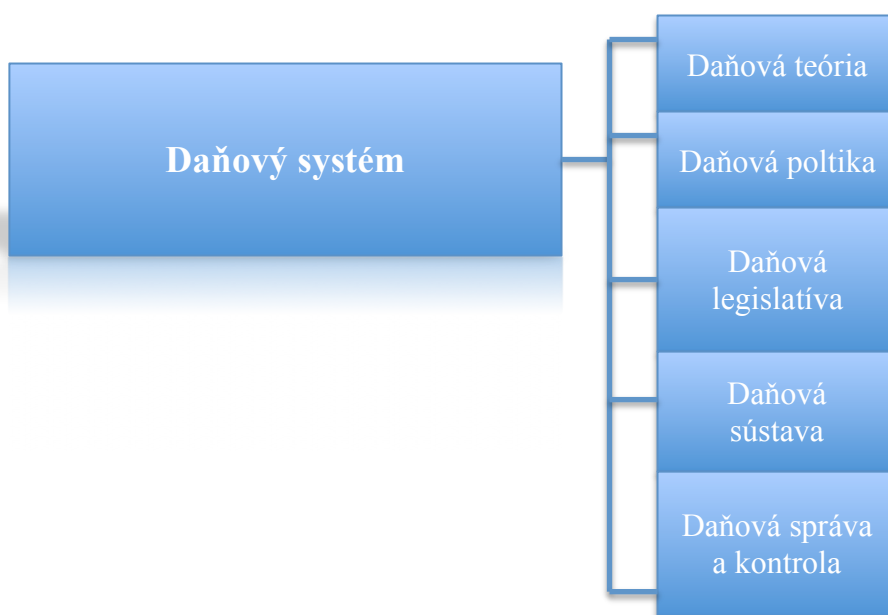 Daňový systém
Daňová teória
Daňová poltika
Daňová
legislatíva
Daňová
sústava
Daňová správa
a kontrola